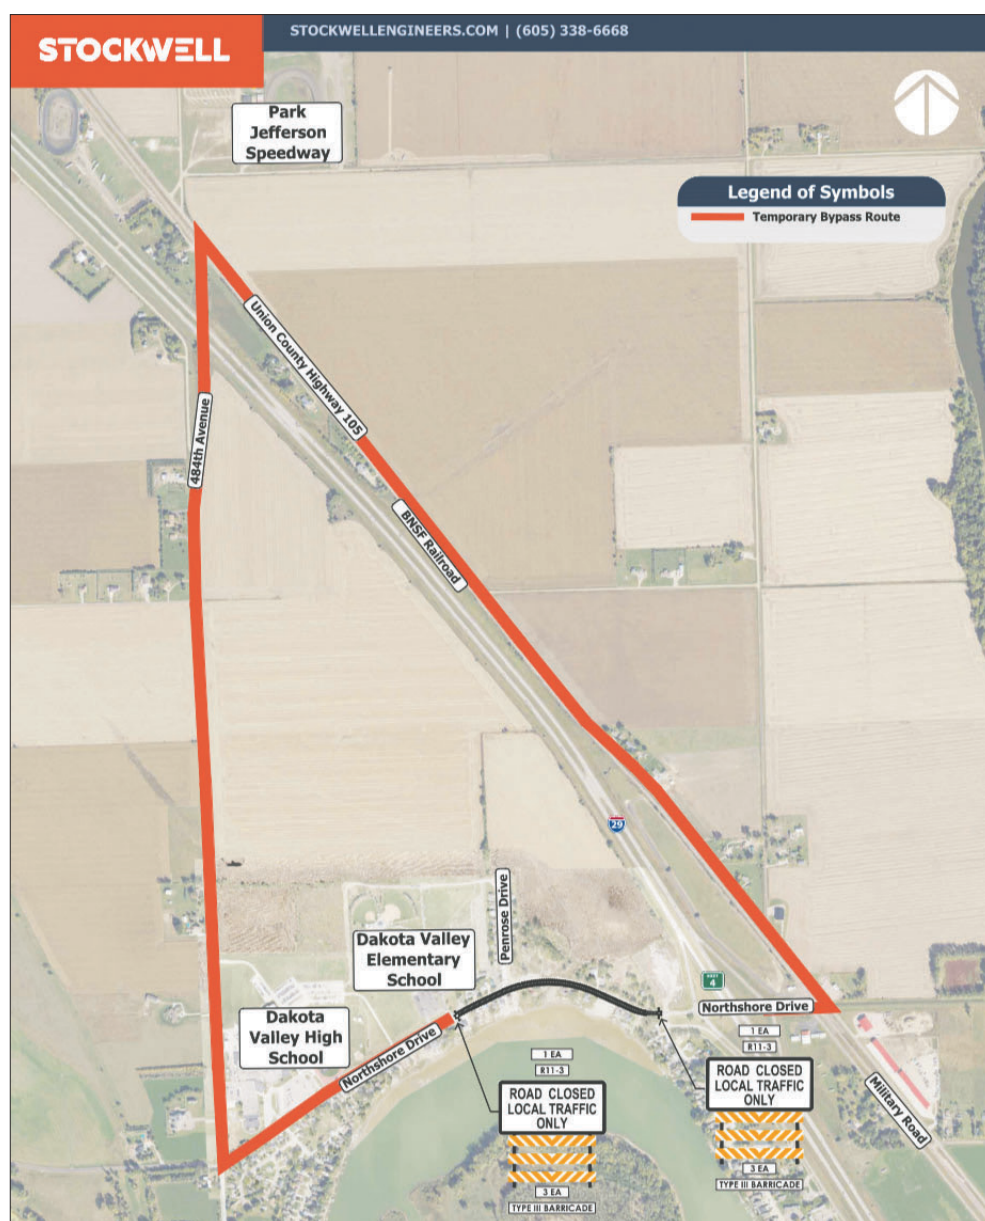 STOCKWELL
STOCKWELLENGINEERS.COM | (605) 338-6668
Park
Jefferson
Speedway
Legend of Symbols
Temporary Bypass Route
Union County Highway 105
484th Avenue
BNSF Railroad
29
Penrose Drive
Dakota Valley
Elementary
School
EXIT
4
Northshore Drive
Dakota
Valley High
School
Northshore Drive
1 EA
R11-3
ROAD CLOSED
LOCAL TRAFFIC
ONLY
3 EA
TYPE III BARRICADE
1 EA
R11-3
ROAD CLOSED
LOCAL TRAFFIC
ONLY
3 EA
TYPE III BARRICADE
Military Road